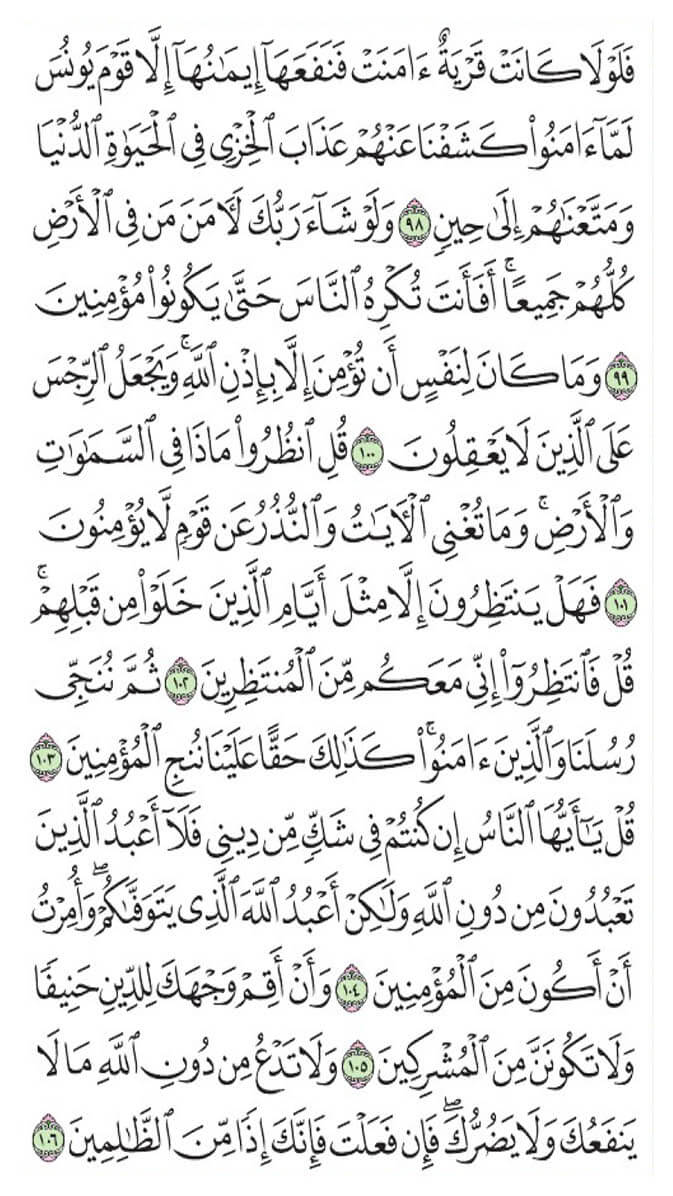 فَلَوْلَا كَانَتْ قَرْيَةٌ ءَامَنَتْ فَنَفَعَهَآ إِيمَـٰنُهَآ إِلَّا قَوْمَ يُونُسَ
لَمَّآ ءَامَنُوا۟ كَشَفْنَا عَنْهُمْ عَذَابَ ٱلْخِزْىِ فِى ٱلْحَيَوٰةِ ٱلدُّنْيَا
وَمَتَّعْنَـٰهُمْ إِلَىٰ حِينٍ ٩٨ وَلَوْ شَآءَ رَبُّكَ لَـَٔامَنَ مَن فِى ٱلْأَرْضِ
كُلُّهُمْ جَمِيعًا ۚ أَفَأَنتَ تُكْرِهُ ٱلنَّاسَ حَتَّىٰ يَكُونُوا۟ مُؤْمِنِينَ
٩٩ وَمَا كَانَ لِنَفْسٍ أَن تُؤْمِنَ إِلَّا بِإِذْنِ ٱللَّهِ ۚ وَيَجْعَلُ ٱلرِّجْسَ
عَلَى ٱلَّذِينَ لَا يَعْقِلُونَ ١٠٠ قُلِ ٱنظُرُوا۟ مَاذَا فِى ٱلسَّمَـٰوَٰتِ
وَٱلْأَرْضِ ۚ وَمَا تُغْنِى ٱلْـَٔايَـٰتُ وَٱلنُّذُرُ عَن قَوْمٍ لَّا يُؤْمِنُونَ
١٠١ فَهَلْ يَنتَظِرُونَ إِلَّا مِثْلَ أَيَّامِ ٱلَّذِينَ خَلَوْا۟ مِن قَبْلِهِمْ ۚ
قُلْ فَٱنتَظِرُوٓا۟ إِنِّى مَعَكُم مِّنَ ٱلْمُنتَظِرِينَ ١٠٢ ثُمَّ نُنَجِّى
رُسُلَنَا وَٱلَّذِينَ ءَامَنُوا۟ ۚ كَذَٰلِكَ حَقًّا عَلَيْنَا نُنجِ ٱلْمُؤْمِنِينَ ١٠٣
قُلْ يَـٰٓأَيُّهَا ٱلنَّاسُ إِن كُنتُمْ فِى شَكٍّ مِّن دِينِى فَلَآ أَعْبُدُ ٱلَّذِينَ
تَعْبُدُونَ مِن دُونِ ٱللَّهِ وَلَـٰكِنْ أَعْبُدُ ٱللَّهَ ٱلَّذِى يَتَوَفَّىٰكُمْ ۖ وَأُمِرْتُ
أَنْ أَكُونَ مِنَ ٱلْمُؤْمِنِينَ ١٠٤ وَأَنْ أَقِمْ وَجْهَكَ لِلدِّينِ حَنِيفًا
وَلَا تَكُونَنَّ مِنَ ٱلْمُشْرِكِينَ ١٠٥ وَلَا تَدْعُ مِن دُونِ ٱللَّهِ مَا لَا
يَنفَعُكَ وَلَا يَضُرُّكَ ۖ فَإِن فَعَلْتَ فَإِنَّكَ إِذًا مِّنَ ٱلظَّـٰلِمِينَ ١٠٦